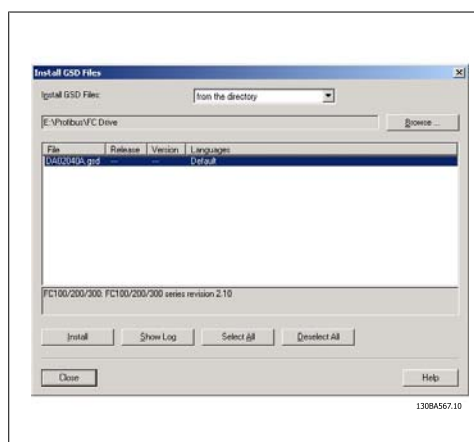 Install GSD Files
Install GSD Files: from the directory
E:\Profibus\FC Drive Browse ...
File Release Version Languages
DA02040A.gsd --- --- Default
FC100/200/300: FC100/200/300 series revision 2.10
Install Show Log Select All Deselect All
Close Help
130BA567.10